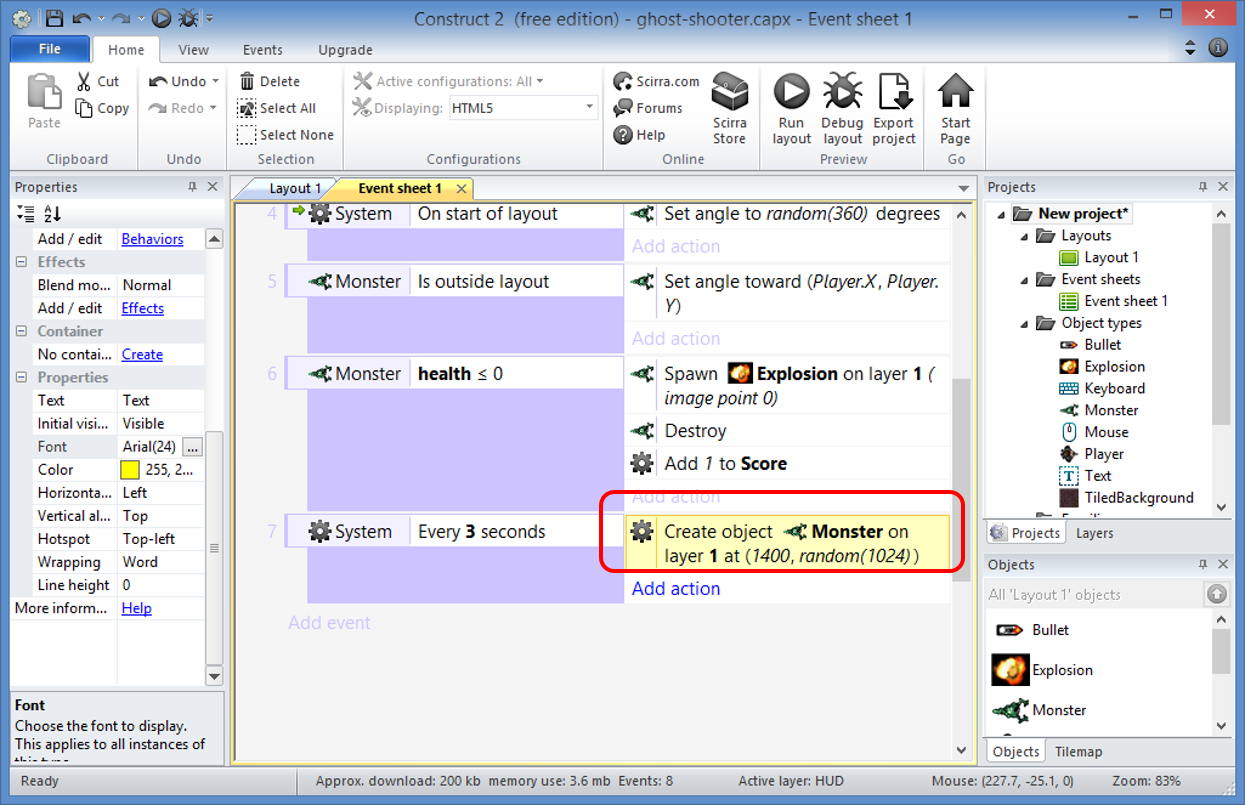 Construct 2 (free edition) - ghost-shooter.capx - Event sheet 1
File Home View Events Upgrade
Paste
Cut
Copy
Clipboard
Undo
Redo
Undo
Delete
Select All
Select None
Selection
Active configurations: All
Displaying: HTML5
Configurations
Scirra.com
Forums
Help
Scirra
Store
Online
Run
layout
Debug
layout
Export
project
Preview
Start
Page
Go
Properties
Add / edit Behaviors
Effects
Blend mo... Normal
Add / edit Effects
Container
No contai... Create
Properties
Text Text
Initial visi... Visible
Font Arial(24) ...
Color 255, 2...
Horizonta... Left
Vertical al... Top
Hotspot Top-left
Wrapping Word
Line height 0
More inform... Help
Font
Choose the font to display.
This applies to all instances of
Layout 1 Event sheet 1
4 System On start of layout Set angle to random(360) degrees
Add action
5 Monster Is outside layout Set angle toward (Player.X, Player.
Y)
Add action
6 Monster health ≤ 0 Spawn Explosion on layer 1 (
image point 0)
Destroy
Add 1 to Score
Add action
7 System Every 3 seconds Create object Monster on
layer 1 at (1400, random(1024))
Add action
Add event
Projects
New project*
Layouts
Layout 1
Event sheets
Event sheet 1
Object types
Bullet
Explosion
Keyboard
Monster
Mouse
Player
Text
TiledBackground
Projects Layers
Objects
All 'Layout 1' objects
Bullet
Explosion
Monster
Objects Tilemap
Ready Approx. download: 200 kb memory use: 3.6 mb Events: 8 Active layer: HUD Mouse: (227.7, -25.1, 0) Zoom: 83%